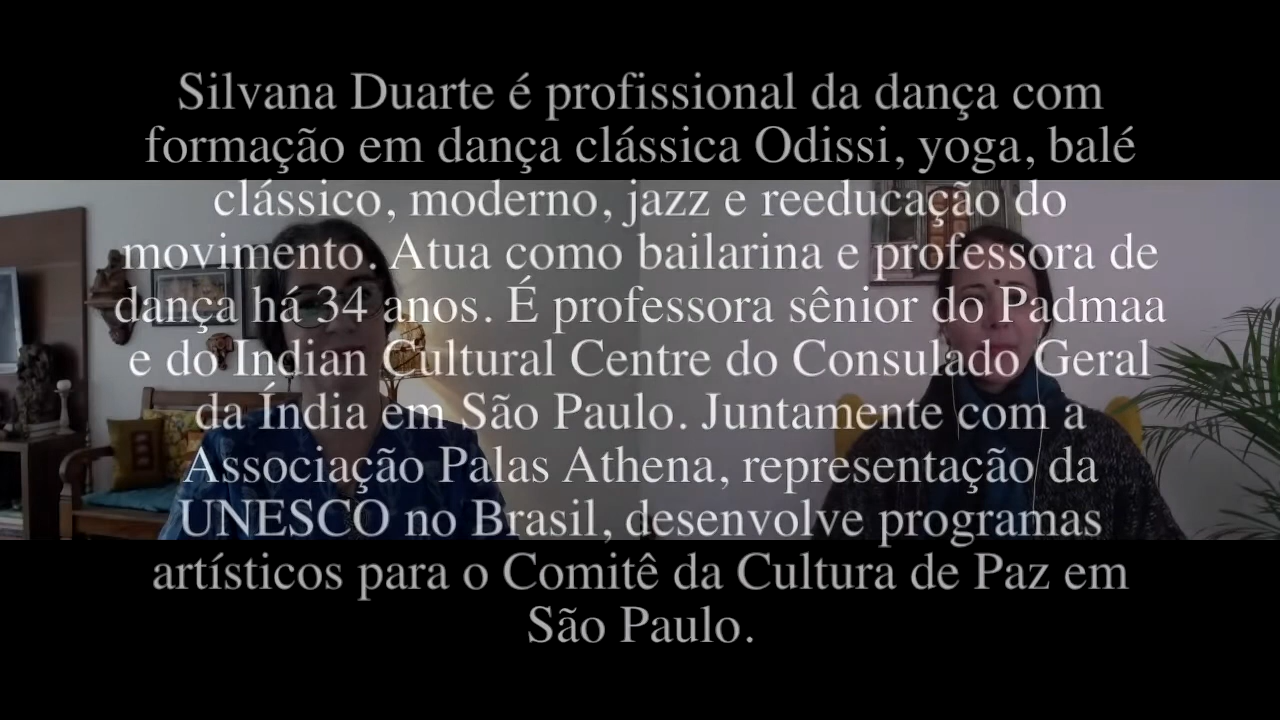 Silvana Duarte é profissional da dança com
formação em dança clássica Odissi, yoga, balé
clássico, moderno, jazz e reeducação do
movimento. Atua como bailarina e professora de
dança há 34 anos. É professora sênior do Padmaa
e do Indian Cultural Centre do Consulado Geral
da Índia em São Paulo. Juntamente com a
Associação Palas Athena, representação da
UNESCO no Brasil, desenvolve programas
artísticos para o Comitê da Cultura de Paz em
São Paulo.